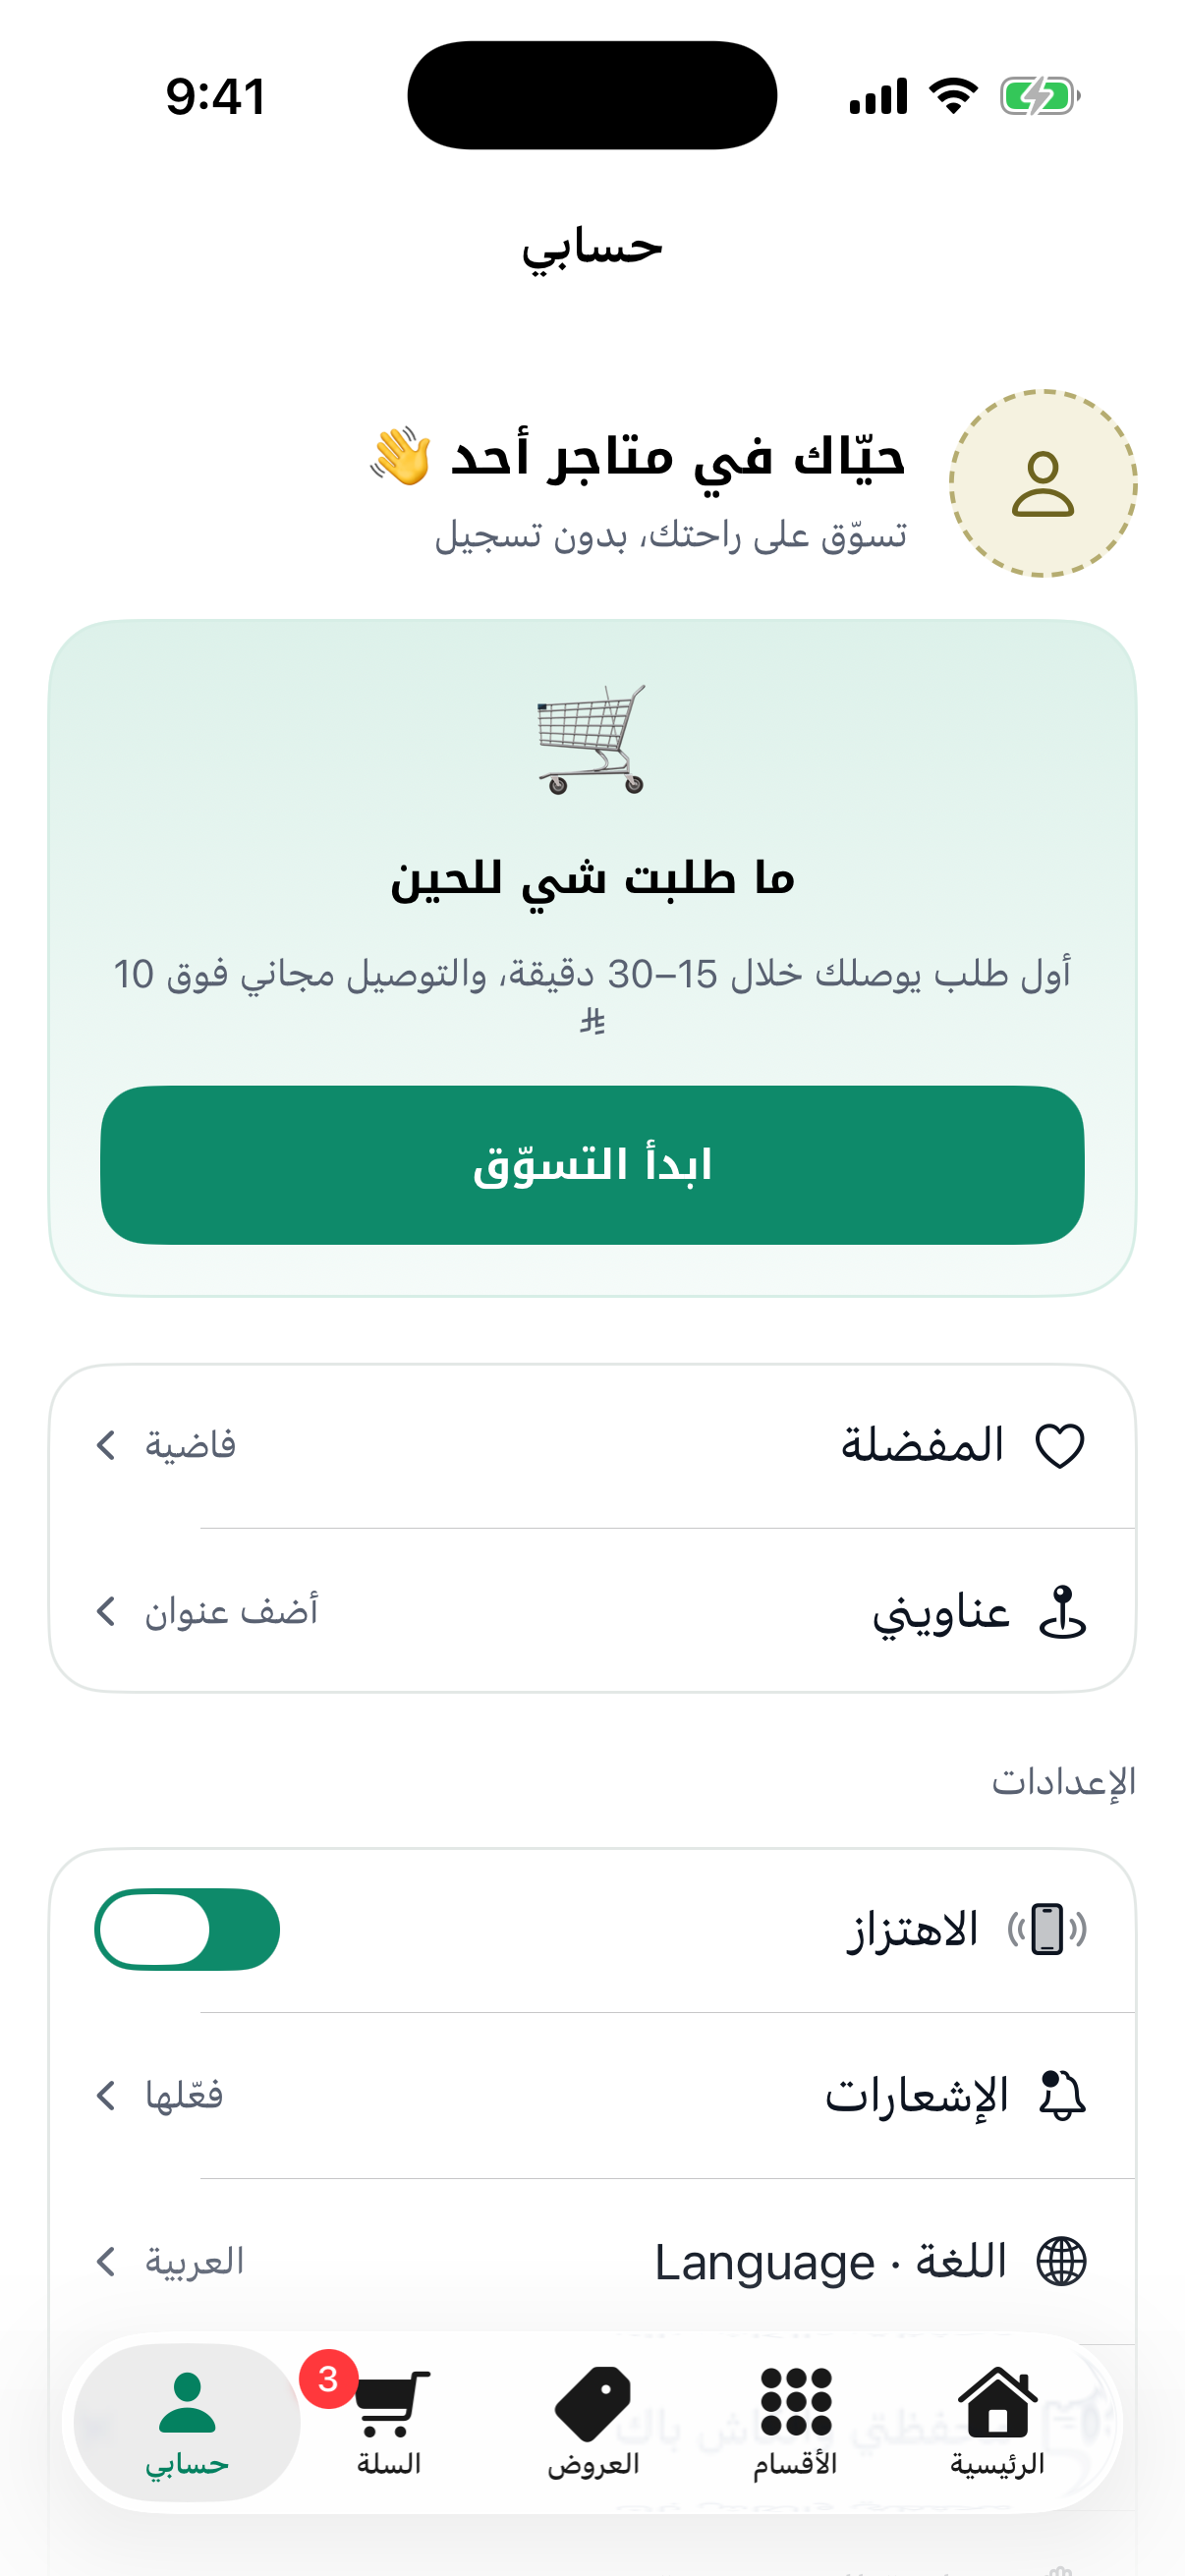 9:41
حسابي
حيّاك في متاجر أحد 👋
تسوّق على راحتك، بدون تسجيل
ما طلبت شي للحين
أول طلب يوصلك خلال 15–30 دقيقة، والتوصيل مجاني فوق 10
⃁
ابدأ التسوّق
المفضلة
فاضية
عناويني
أضف عنوان
الإعدادات
الاهتزاز
الإشعارات
فعّلها
اللغة · Language
العربية
الرئيسية
الأقسام
العروض
السلة
3
حسابي